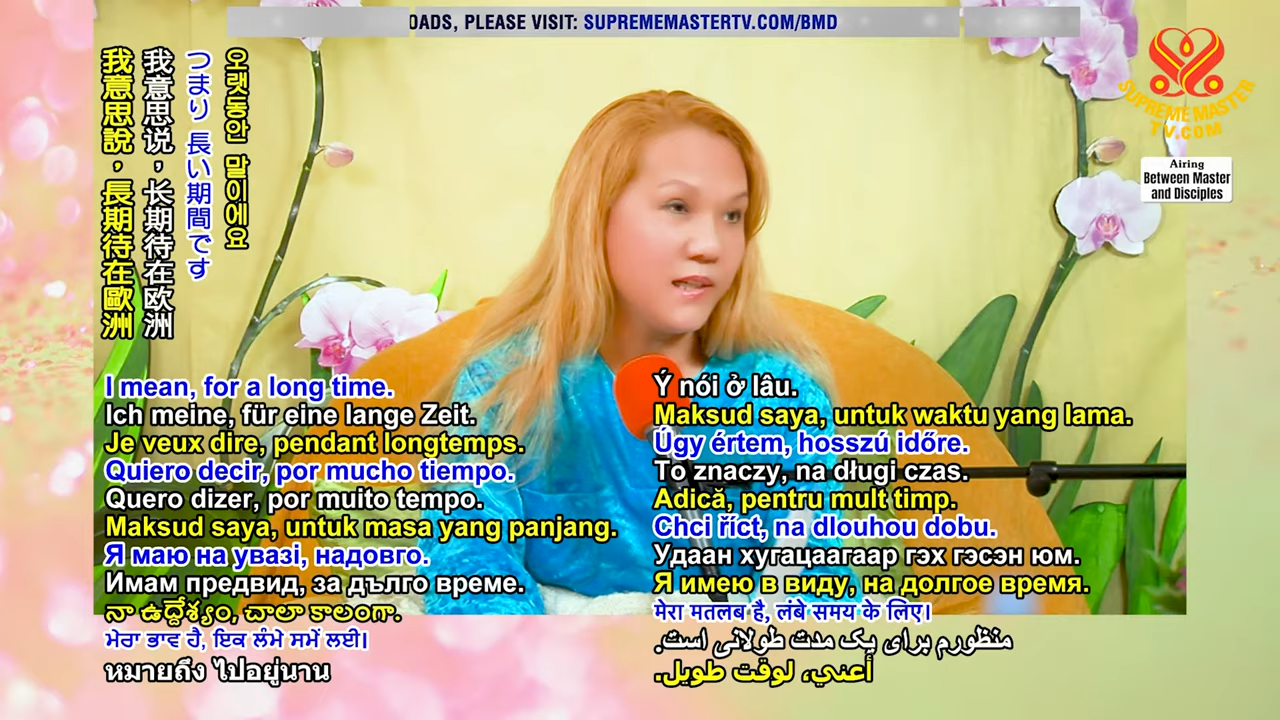 OADS, PLEASE VISIT: SUPREMEMASTERTV.COM/BMD
SUPREME MASTER
TV.COM
Airing
Between Master
and Disciples
오랫동안 말이에요
つまり 長い期間です
我意思说，长期待在欧洲
我意思說，長期待在歐洲
I mean, for a long time.
Ich meine, für eine lange Zeit.
Je veux dire, pendant longtemps.
Quiero decir, por mucho tiempo.
Quero dizer, por muito tempo.
Maksud saya, untuk masa yang panjang.
Я маю на увазі, надовго.
Имам предвид, за дълго време.
నా ఉద్దేశ్యం, చాలా కాలంగా.
ਮੇਰਾ ਭਾਵ ਹੈ, ਇਕ ਲੰਮੇ ਸਮੇਂ ਲਈ।
หมายถึง ไปอยู่นาน
Ý nói ở lâu.
Maksud saya, untuk waktu yang lama.
Úgy értem, hosszú időre.
To znaczy, na długi czas.
Adică, pentru mult timp.
Chci říct, na dlouhou dobu.
Удаан хугацаагаар гэх гэсэн юм.
Я имею в виду, на долгое время.
मेरा मतलब है, लंबे समय के लिए।
منظورم برای یک مدت طولانی است.
أعني، لوقت طويل.